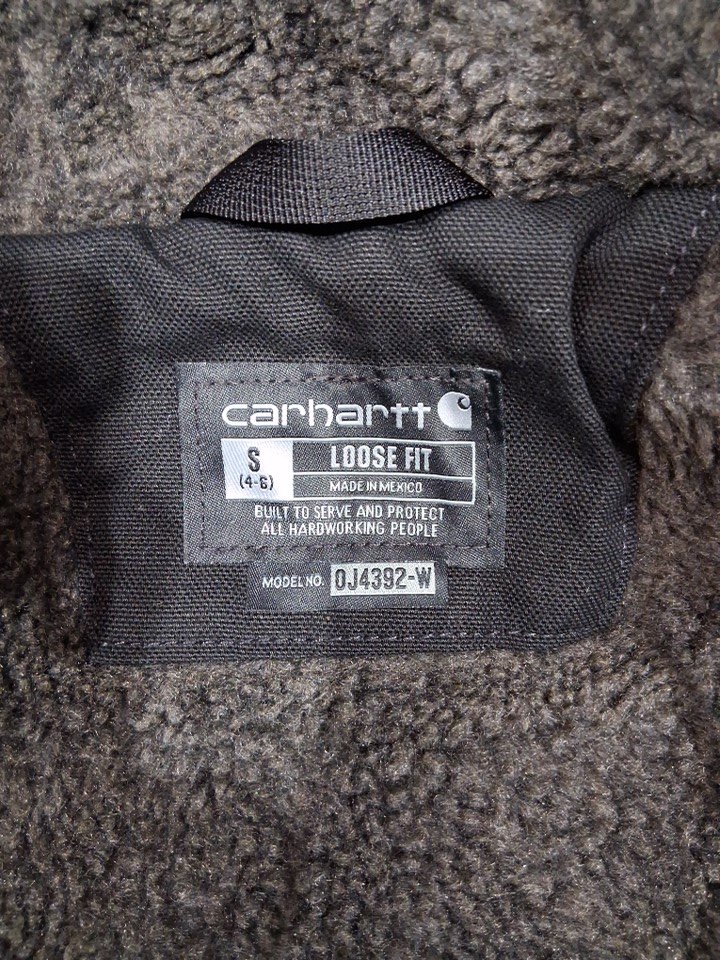 carhartt
S
(4-6)
LOOSE FIT
MADE IN MEXICO
BUILT TO SERVE AND PROTECT
ALL HARDWORKING PEOPLE
MODEL NO. OJ4392-W